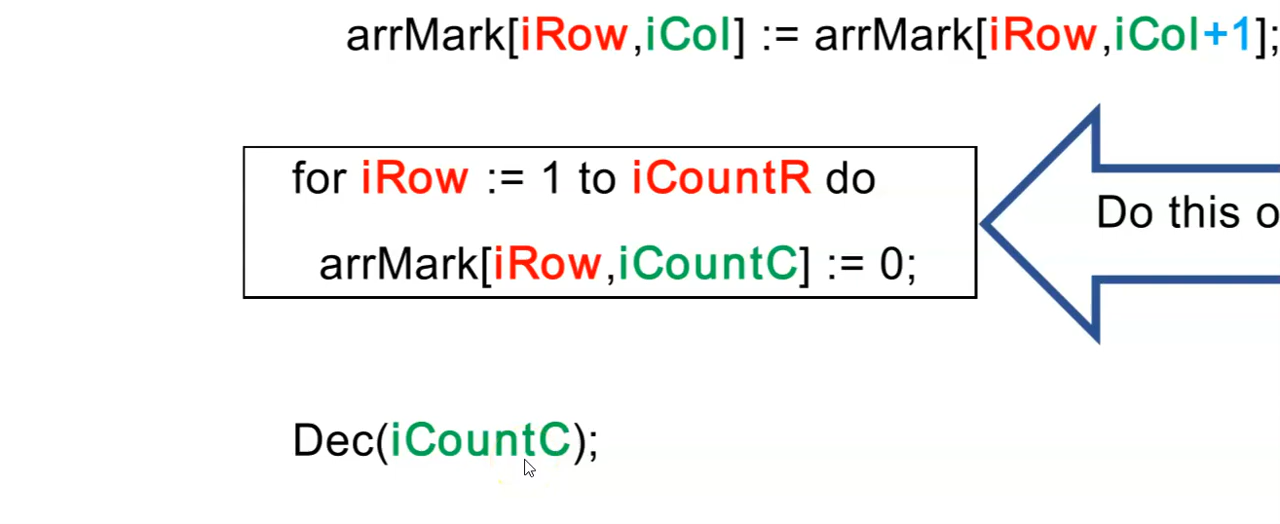 arrMark[iRow,iCol] := arrMark[iRow,iCol+1];
for iRow := 1 to iCountR do
Do this
arrMark[iRow,iCountC] := 0;
Dec(iCountC);